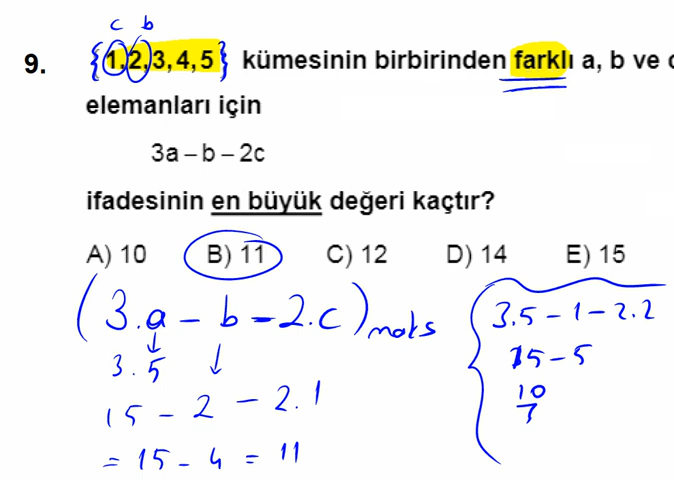 c b
9. {1,2,3,4,5} kümesinin birbirinden farklı a, b ve c
elemanları için
3a – b – 2c
ifadesinin en büyük değeri kaçtır?
A) 10 B) 11 C) 12 D) 14 E) 15
(3.a – b – 2.c) maks
3.5
15 – 2 – 2.1
= 15 – 4 = 11
3.5 – 1 – 2.2
15 – 5
10